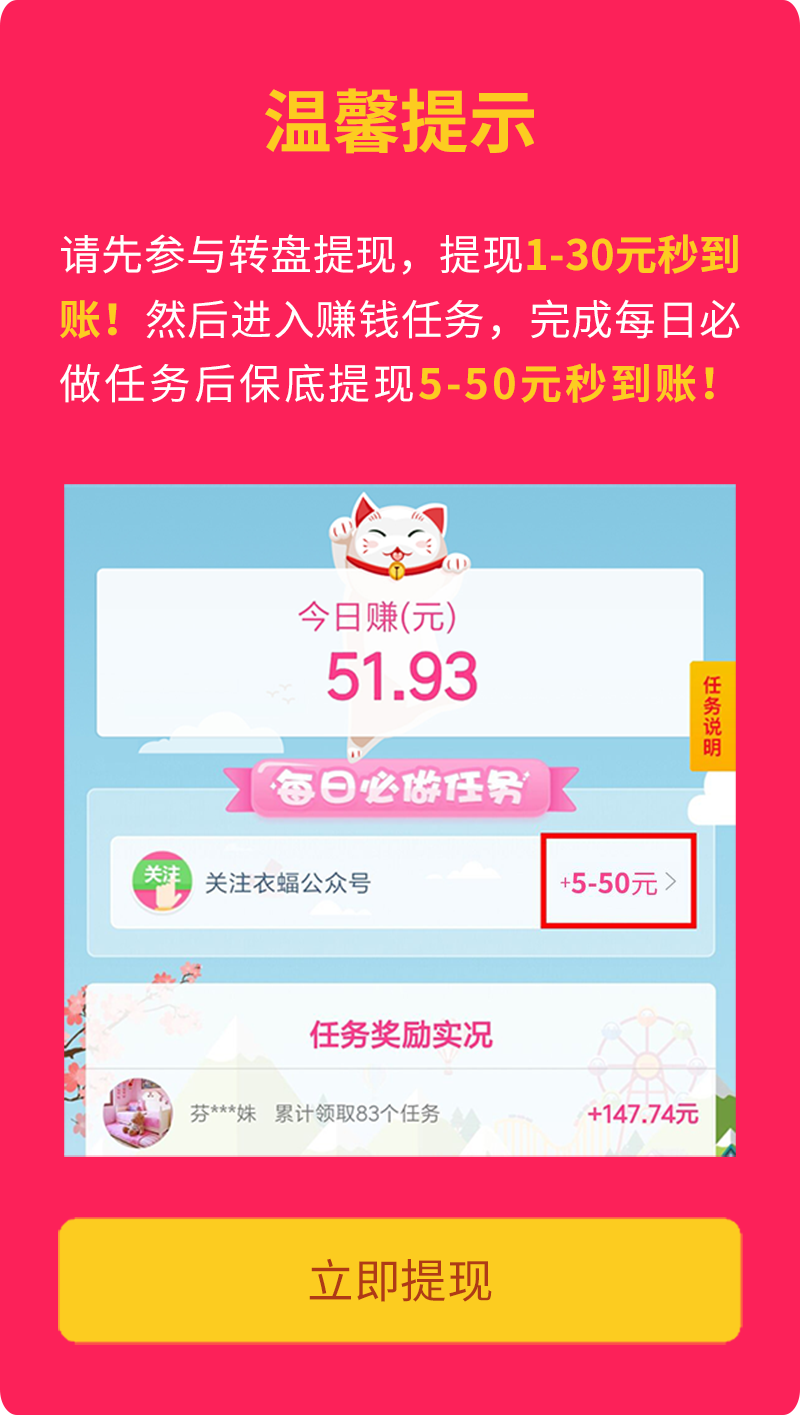 温馨提示
请先参与转盘提现，提现1-30元秒到
账！然后进入赚钱任务，完成每日必
做任务后保底提现5-50元秒到账！
今日赚(元)
51.93
任务说明
每日必做任务
关注
关注衣蝠公众号
+5-50元
任务奖励实况
芬***姝 累计领取83个任务
+147.74元
立即提现